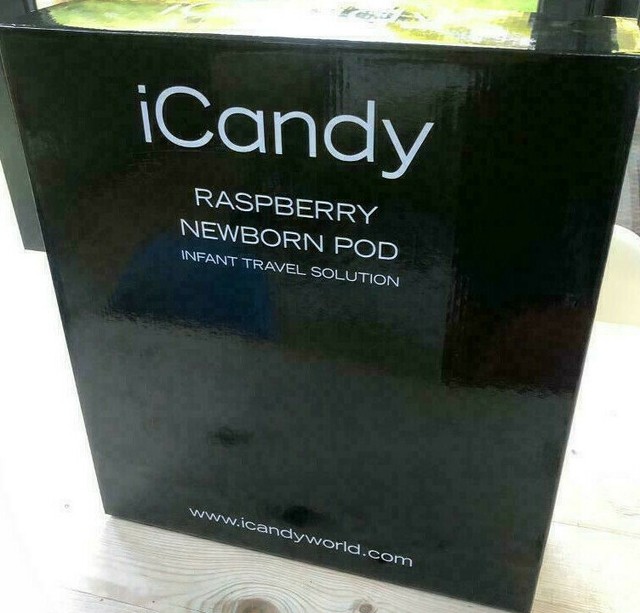 iCandy
RASPBERRY
NEWBORN POD
INFANT TRAVEL SOLUTION
www.icandyworld.com